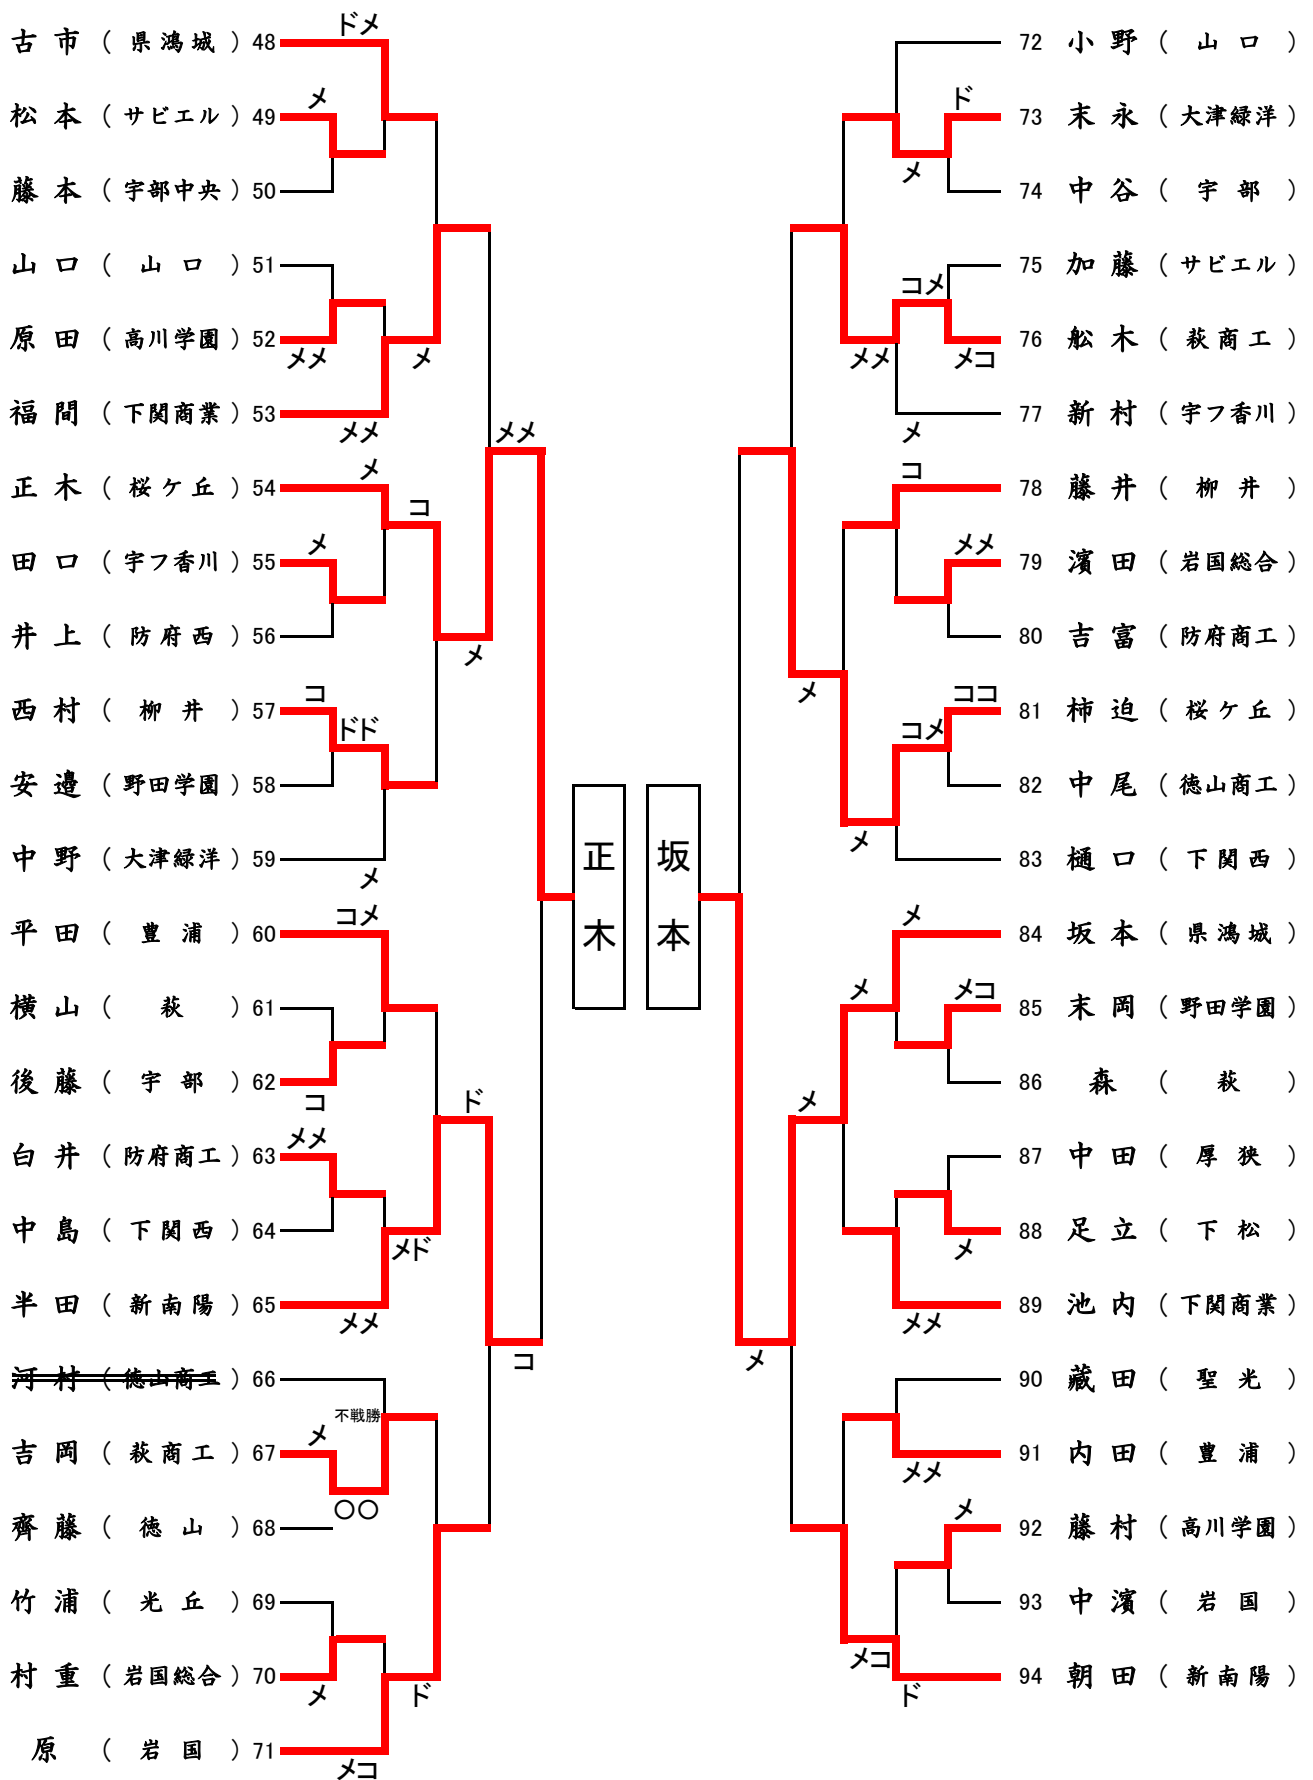 ドメ
古市(県鴻城)48
メ
松本(サビエル)49
藤本(宇部中央)50
山口(山口)51
原田(高川学園)52
メメ
メ
福間(下関商業)53
メメ
メメ
メ
正木(桜ケ丘)54
コ
メ
田口(宇フ香川)55
井上(防府西)56
メ
コ
西村(柳井)57
ドド
安邉(野田学園)58
中野(大津緑洋)59
メ
コメ
平田(豊浦)60
横山(萩)61
後藤(宇部)62
コ
ド
メメ
白井(防府商工)63
中島(下関西)64
メド
半田(新南陽)65
メメ
コ
河村(徳山商工)66
不戦勝
メ
吉岡(萩商工)67
〇〇
齊藤(徳山)68
竹浦(光丘)69
村重(岩国総合)70
メ
ド
原(岩国)71
メコ
正木
坂本
72 小野(山口)
ド
73 末永(大津緑洋)
メ
74 中谷(宇部)
75 加藤(サビエル)
コメ
76 舩木(萩商工)
メメ
メコ
77 新村(宇フ香川)
メ
コ
78 藤井(柳井)
メメ
79 濱田(岩国総合)
80 吉富(防府商工)
メ
ココ
81 柿迫(桜ケ丘)
コメ
82 中尾(徳山商工)
メ
83 樋口(下関西)
メ
84 坂本(県鴻城)
メ
メコ
85 末岡(野田学園)
86 森(萩)
メ
87 中田(厚狭)
88 足立(下松)
メ
89 池内(下関商業)
メメ
メ
90 蔵田(聖光)
91 内田(豊浦)
メメ
メ
92 藤村(高川学園)
93 中濱(岩国)
メコ
94 朝田(新南陽)
ド